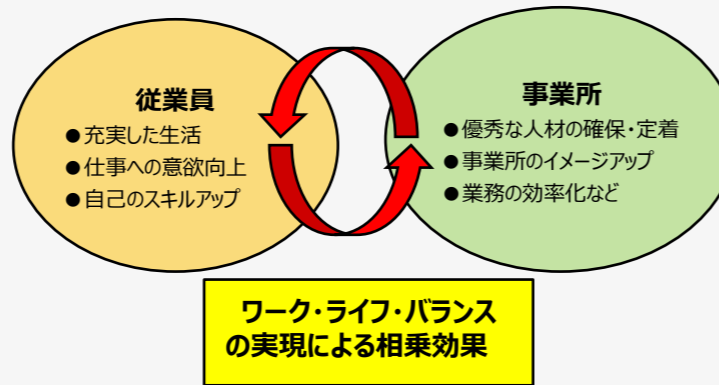 従業員
●充実した生活
●仕事への意欲向上
●自己のスキルアップ
事業所
●優秀な人材の確保・定着
●事業所のイメージアップ
●業務の効率化など
ワーク・ライフ・バランス
の実現による相乗効果